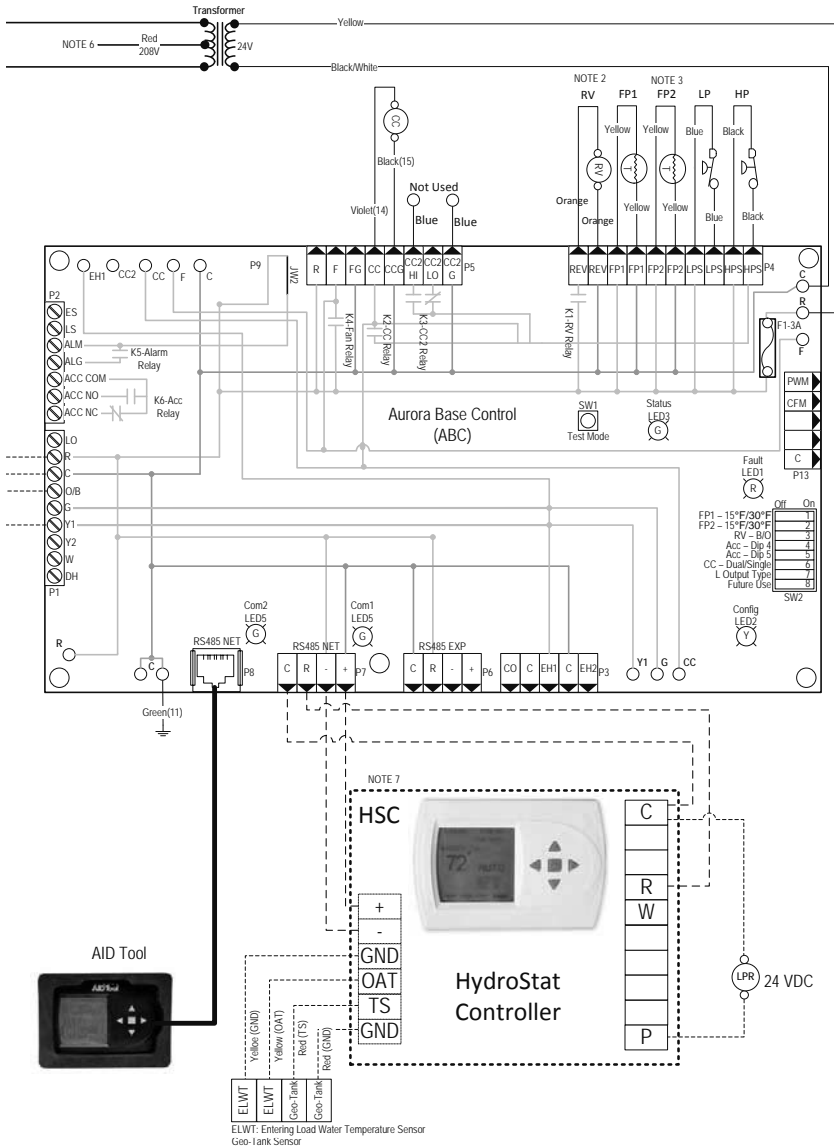 Transformer
Yellow
NOTE 6
Red
208V
24V
Black/White
NOTE 2
NOTE 3
RV
FP1
FP2
LP
HP
CC
Yellow
Yellow
Blue
Black
Black(15)
RV
T
T
Not Used
Orange
Violet(14)
Blue
Blue
Orange
Yellow
Yellow
Blue
Black
EH1
CC2
CC
F
C
P9
JW2
R
F
FG
CC
CCG
CC2 HI
CC2 LO
CC2 G
P5
REV
REV
FP1
FP1
FP2
FP2
LPS
LPS
HPS
HPS
P4
C
R
F1-3A
F
P2
ES
LS
ALM
ALG
ACC COM
ACC NO
ACC NC
K5-Alarm
Relay
K6-Acc
Relay
K4-Fan Relay
K2-CC Relay
K3-CC2 Relay
K1-RV Relay
Aurora Base Control
(ABC)
SW1
Test Mode
Status
LED3
G
PWM
CFM
C
P13
LO
R
C
O/B
G
Y1
Y2
W
DH
P1
Fault
LED1
R
Off
On
FP1 – 15°F/30°F 1
FP2 – 15°F/30°F 2
RV – B/O 3
Acc – Dip 4 4
Acc – Dip 5 5
CC – Dual/Single 6
L Output Type 7
Future Use 8
SW2
Config
LED2
Y
Com2
LED5
G
Com1
LED5
G
R
C
RS485 NET
P8
RS485 NET
C
R
-
+
P7
RS485 EXP
C
R
-
+
P6
CO
C
EH1
C
EH2
P3
Y1
G
CC
Green(11)
NOTE 7
HSC
72°
AUTO
C
R
W
P
+
-
GND
OAT
TS
GND
HydroStat
Controller
LPR
24 VDC
AID Tool
AID Tool
Yelloe (GND)
Yellow (OAT)
Red (TS)
Red (GND)
ELWT
ELWT
Geo-Tank
Geo-Tank
ELWT: Entering Load Water Temperature Sensor
Geo-Tank Sensor